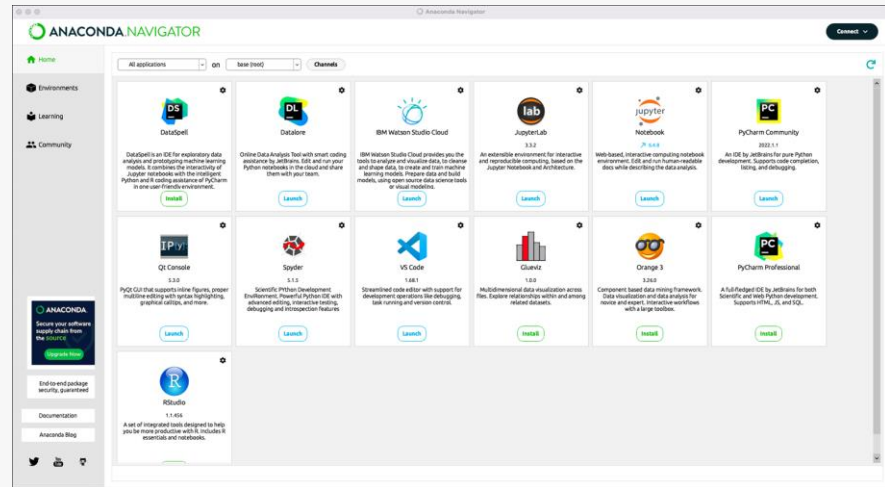 Anaconda Navigator
ANACONDA.NAVIGATOR
Connect
Home
Environments
Learning
Community
All applications
on
base (root)
Channels
DS
DataSpell
DataSpell is an IDE for exploratory data
analysis and prototyping machine learning
models. It combines the interactivity of
Jupyter notebooks with the intelligent
Python and R coding assistance of PyCharm
in one user-friendly environment.
Install
DL
Datalore
Online Data Analysis Tool with smart coding
assistance by JetBrains. Edit and run your
Python notebooks in the cloud and share
them with your team.
Launch
IBM Watson Studio Cloud
IBM Watson Studio Cloud provides you the
tools to analyze and visualize data, to cleanse
and shape data, to create and train machine
learning models. Prepare data and build
models, using open source data science tools
or visual modeling.
Launch
lab
JupyterLab
3.3.2
An extensible environment for interactive
and reproducible computing, based on the
Jupyter Notebook and Architecture.
Launch
jupyter
Notebook
6.4.8
Web-based, interactive computing notebook
environment. Edit and run human-readable
docs while describing the data analysis.
Launch
PC
PyCharm Community
2022.1.1
An IDE by JetBrains for pure Python
development. Supports code completion,
listing, and debugging.
Launch
IP[y]:
Qt Console
5.3.0
PyQt GUI that supports inline figures, proper
multiline editing with syntax highlighting,
graphical calltips, and more.
Launch
Spyder
5.1.5
Scientific PYthon Development
EnviRonment. Powerful Python IDE with
advanced editing, interactive testing,
debugging and introspection features
Launch
VS Code
1.68.1
Streamlined code editor with support for
development operations like debugging,
task running and version control.
Launch
Glueviz
1.0.0
Multidimensional data visualization across
files. Explore relationships within and among
related datasets.
Install
Orange 3
3.26.0
Component based data mining framework.
Data visualization and data analysis for
novice and expert. Interactive workflows
with a large toolbox.
Install
PC
PyCharm Professional
A full-fledged IDE by JetBrains for both
Scientific and Web Python development.
Supports HTML, JS, and SQL.
Install
R
RStudio
1.1.456
A set of integrated tools designed to help
you be more productive with R. Includes R
essentials and notebooks.
ANACONDA.
Secure your software
supply chain from
the source
Upgrade Now
End-to-end package
security, guaranteed
Documentation
Anaconda Blog